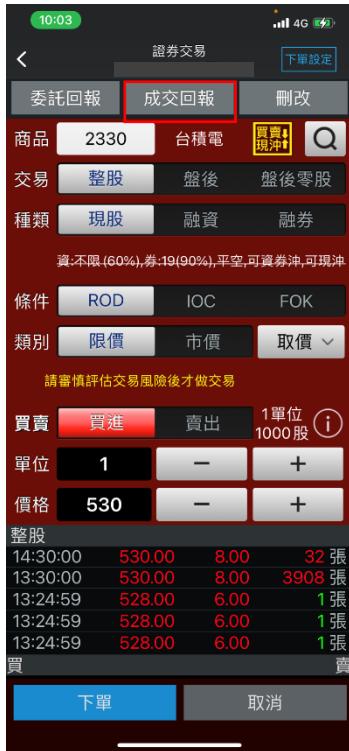 10:03 4G
證券交易 下單設定
委託回報 成交回報 刪改
商品 2330 台積電 買賣現沖
交易 整股 盤後 盤後零股
種類 現股 融資 融券
資:不限(60%),券:19(90%),平空,可資券沖,可現沖
條件 ROD IOC FOK
類別 限價 市價 取價
請審慎評估交易風險後才做交易
買賣 買進 賣出 1單位 1000股
單位 1 − +
價格 530 − +
整股
14:30:00 530.00 8.00 32 張
13:30:00 530.00 8.00 3908 張
13:24:59 528.00 6.00 1 張
13:24:59 528.00 6.00 1 張
13:24:59 528.00 6.00 1 張
買 賣
下單 取消